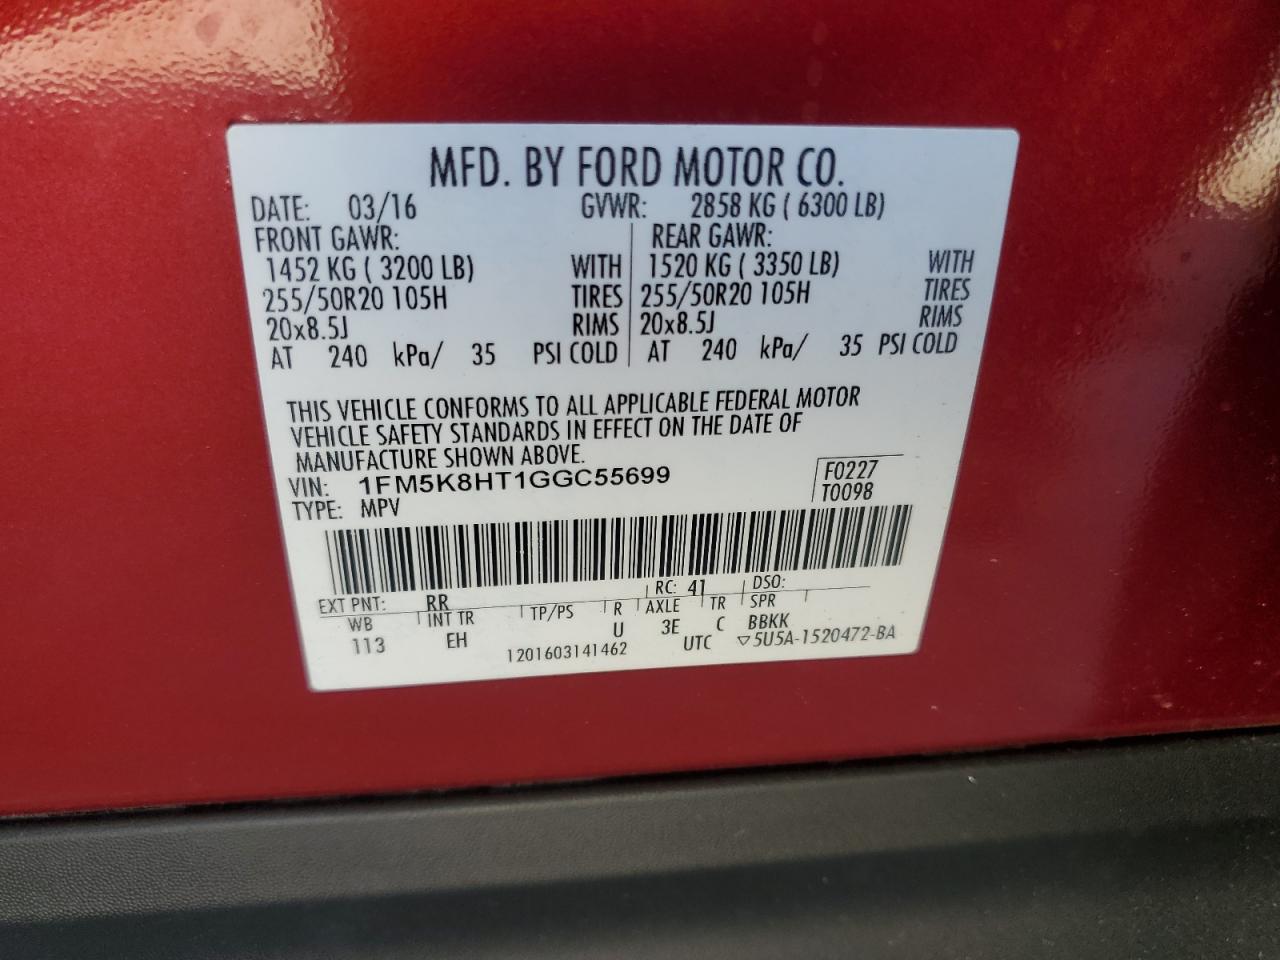 MFD. BY FORD MOTOR CO.
DATE: 03/16 GVWR: 2858 KG ( 6300 LB)
FRONT GAWR: REAR GAWR:
1452 KG ( 3200 LB) WITH 1520 KG ( 3350 LB) WITH
255/50R20 105H TIRES 255/50R20 105H TIRES
20x8.5J RIMS 20x8.5J RIMS
AT 240 kPa/ 35 PSI COLD AT 240 kPa/ 35 PSI COLD
THIS VEHICLE CONFORMS TO ALL APPLICABLE FEDERAL MOTOR
VEHICLE SAFETY STANDARDS IN EFFECT ON THE DATE OF
MANUFACTURE SHOWN ABOVE.
VIN: 1FM5K8HT1GGC55699 F0227
TYPE: MPV T0098
EXT PNT: RR RC: 41 DSO:
WB INT TR TP/PS R AXLE TR SPR
113 EH U 3E C BBKK
1201603141462 UTC ▽5U5A-1520472-BA